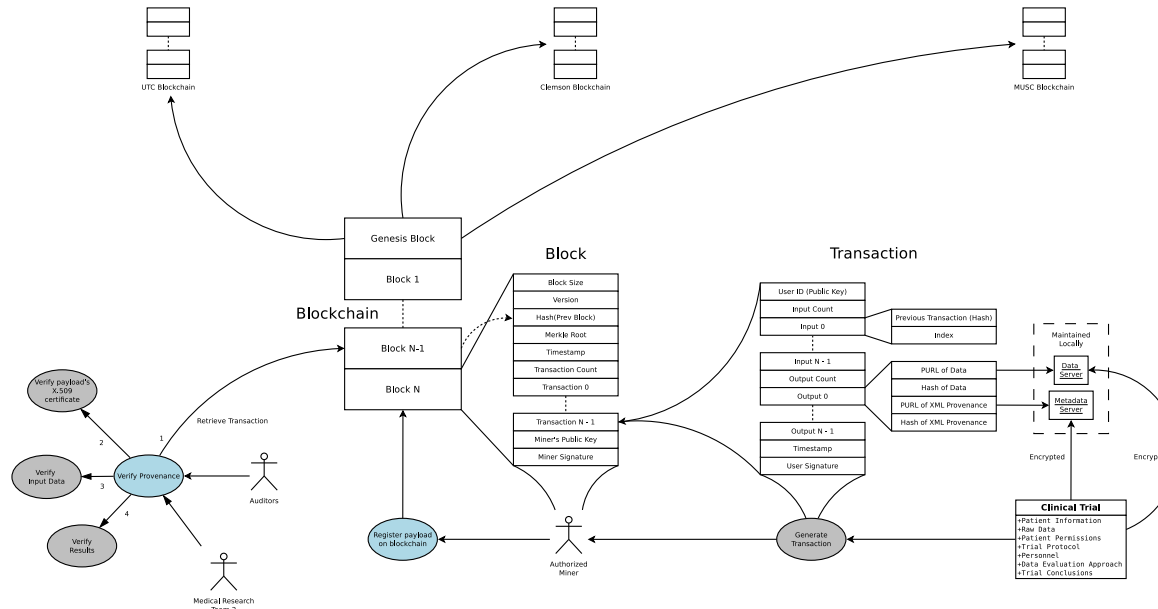 UTC Blockchain
Clemson Blockchain
MUSC Blockchain
Genesis Block
Block 1
Blockchain
Block N-1
Block N
Block
Block Size
Version
Hash(Prev Block)
Merkle Root
Timestamp
Transaction Count
Transaction 0
Transaction N - 1
Miner's Public Key
Miner Signature
Transaction
User ID (Public Key)
Input Count
Input 0
Input N - 1
Output Count
Output 0
Output N - 1
Timestamp
User Signature
Previous Transaction (Hash)
Index
PURL of Data
Hash of Data
PURL of XML Provenance
Hash of XML Provenance
Maintained
Locally
Data
Server
Metadata
Server
Encrypted
Encryp
Clinical Trial
+Patient Information
+Raw Data
+Patient Permissions
+Trial Protocol
+Personnel
+Data Evaluation Approach
+Trial Conclusions
Generate
Transaction
Authorized
Miner
Register payload
on blockchain
Retrieve Transaction
1
2
3
4
Verify payload's
X.509
certificate
Verify
Input Data
Verify Provenance
Verify
Results
Auditors
Medical Research
Team 2